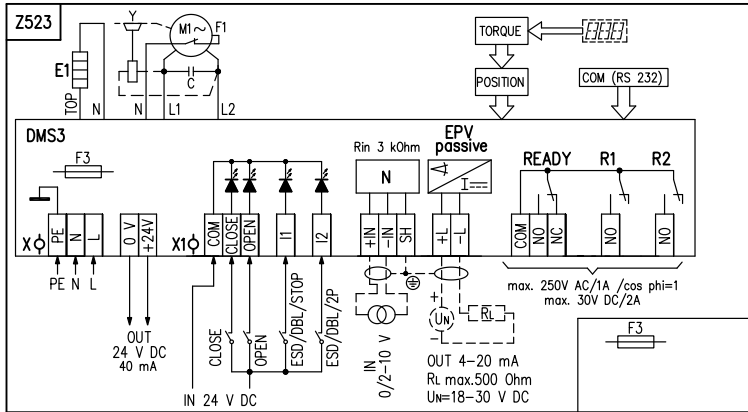 Z523
Y
M1~
F1
E1
C
TOP
N
N
L1
L2
TORQUE
POSITION
COM (RS 232)
DMS3
F3
Rin 3 kOhm
N
EPV
passive
I
READY
R1
R2
X
PE
N
L
0 V
+24V
X1
COM
CLOSE
OPEN
I1
I2
+IN
-IN
SH
+L
-L
COM
NO
NC
NO
NO
PE N L
OUT
24 V DC
40 mA
CLOSE
OPEN
ESD/DBL/STOP
ESD/DBL/2P
IN 24 V DC
IN
0/2-10 V
+
UN
-
RL
OUT 4-20 mA
RL max.500 Ohm
UN=18-30 V DC
max. 250V AC/1A /cos phi=1
max. 30V DC/2A
F3